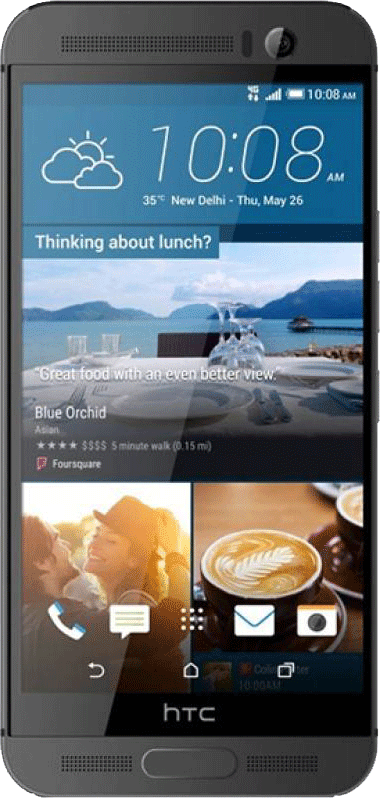 4G 10:08 AM
10:08 AM
35°C New Delhi - Thu, May 26
Thinking about lunch?
“Great food with an even better view.”
Blue Orchid
Asian
★★★★ $$$$ 5 minute walk (0.15 mi)
Foursquare
10:00AM
hTC